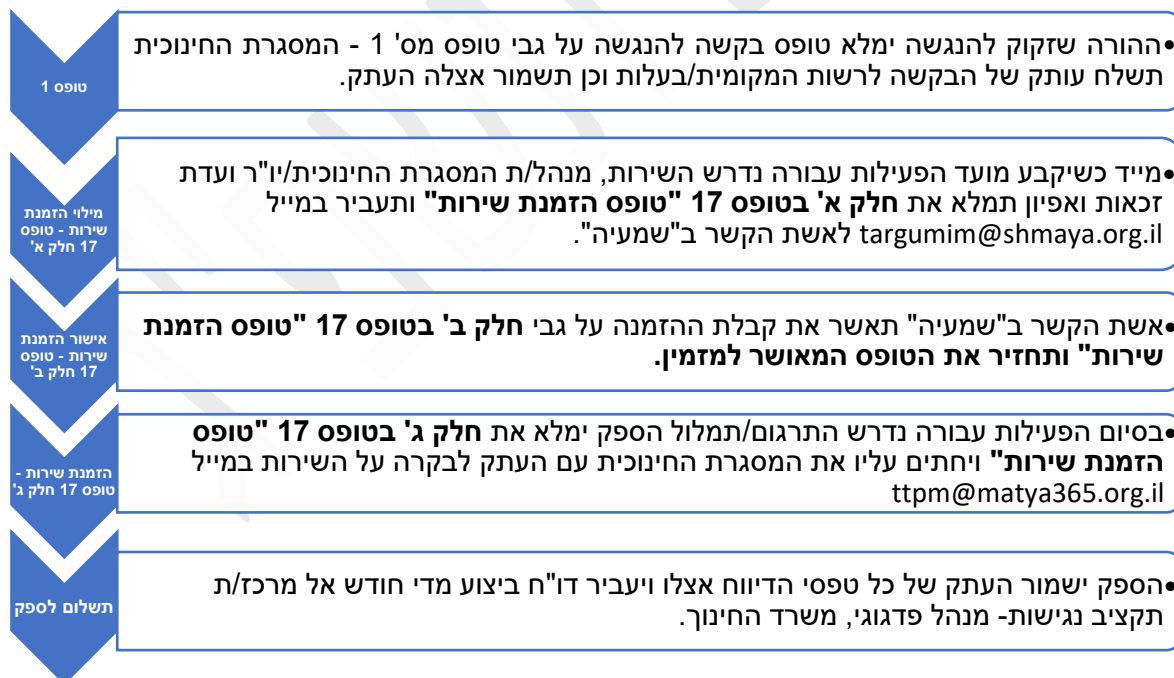 טופס 1
•ההורה שזקוק להנגשה ימלא טופס בקשה להנגשה על גבי טופס מס' 1 - המסגרת החינוכית
תשלח עותק של הבקשה לרשות המקומית/בעלות וכן תשמור אצלה העתק.
מילוי הזמנת
שירות - טופס
17 חלק א'
•מייד כשיקבע מועד הפעילות עבורה נדרש השירות, מנהל/ת המסגרת החינוכית/יו"ר ועדת
זכאות ואפיון תמלא את חלק א' בטופס 17 "טופס הזמנת שירות" ותעביר במייל
targumim@shmaya.org.il לאשת הקשר ב"שמעיה".
אישור הזמנת
שירות - טופס
17 חלק ב'
•אשת הקשר ב"שמעיה" תאשר את קבלת ההזמנה על גבי חלק ב' בטופס 17 "טופס הזמנת
שירות" ותחזיר את הטופס המאושר למזמין.
הזמנת שירות -
טופס 17 חלק ג'
•בסיום הפעילות עבורה נדרש התרגום/תמלול הספק ימלא את חלק ג' בטופס 17 "טופס
הזמנת שירות" ויחתים עליו את המסגרת החינוכית עם העתק לבקרה על השירות במייל
ttpm@matya365.org.il
תשלום לספק
•הספק ישמור העתק של כל טפסי הדיווח אצלו ויעביר דו"ח ביצוע מדי חודש אל מרכז/ת
תקציב נגישות- מנהל פדגוגי, משרד החינוך.